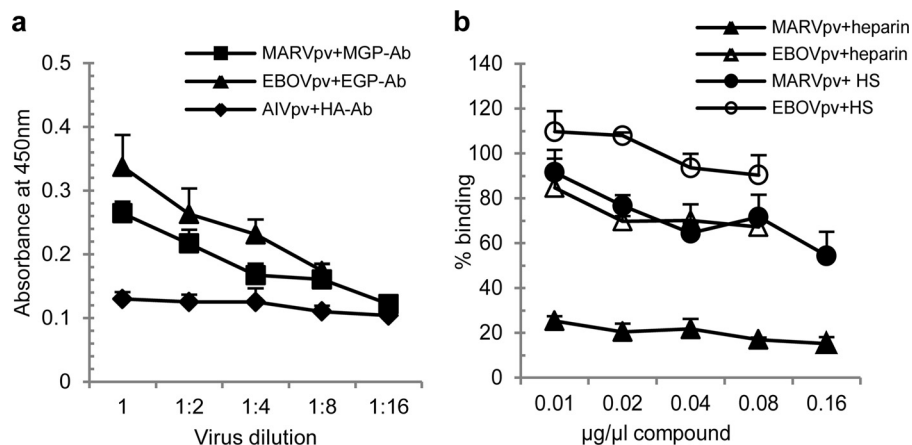 a
MARVpv+MGP-Ab
EBOVpv+EGP-Ab
AIVpv+HA-Ab
Absorbance at 450nm
0.5
0.4
0.3
0.2
0.1
0
1 1:2 1:4 1:8 1:16
Virus dilution
b
MARVpv+heparin
EBOVpv+heparin
MARVpv+ HS
EBOVpv+HS
% binding
140
120
100
80
60
40
20
0
0.01 0.02 0.04 0.08 0.16
µg/µl compound